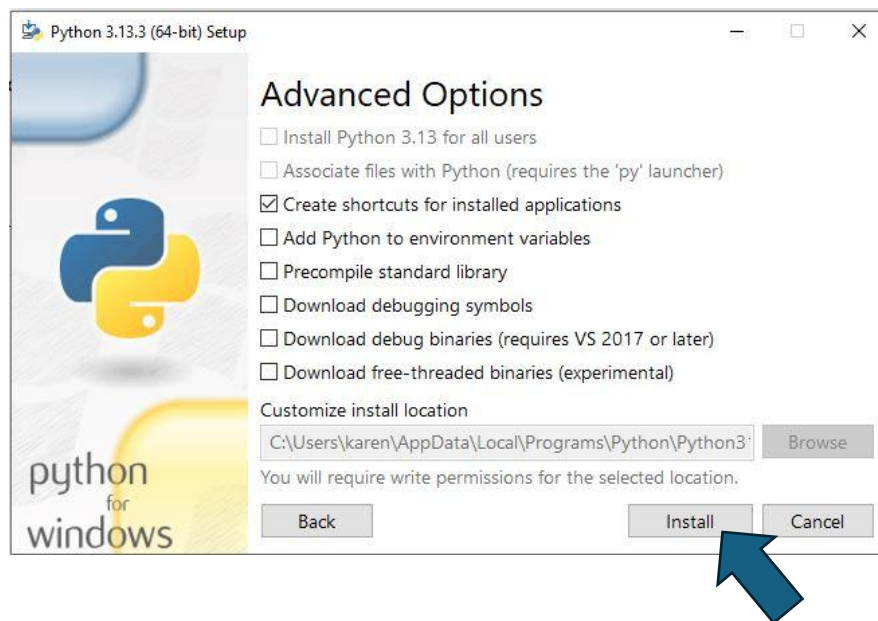 Python 3.13.3 (64-bit) Setup
Advanced Options
Install Python 3.13 for all users
Associate files with Python (requires the 'py' launcher)
Create shortcuts for installed applications
Add Python to environment variables
Precompile standard library
Download debugging symbols
Download debug binaries (requires VS 2017 or later)
Download free-threaded binaries (experimental)
Customize install location
C:\Users\karen\AppData\Local\Programs\Python\Python3
Browse
You will require write permissions for the selected location.
python
for
windows
Back
Install
Cancel